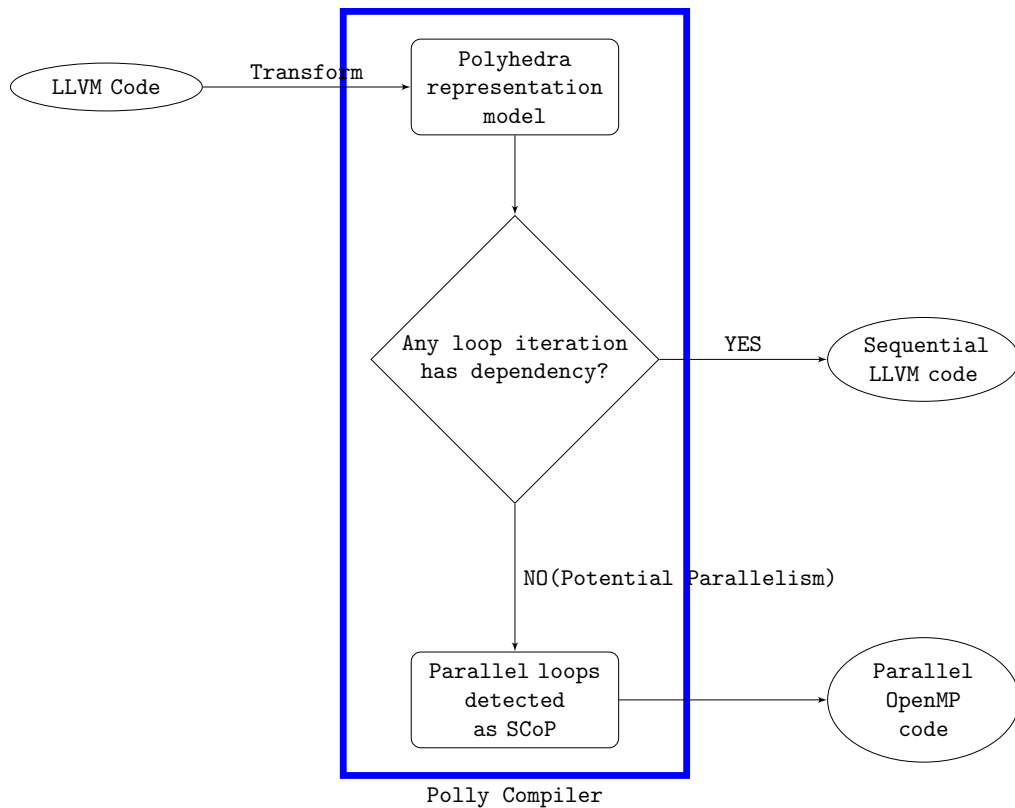 LLVM Code
Transform
Polyhedra
representation
model
Any loop iteration
has dependency?
YES
Sequential
LLVM code
NO(Potential Parallelism)
Parallel loops
detected
as SCoP
Parallel
OpenMP
code
Polly Compiler